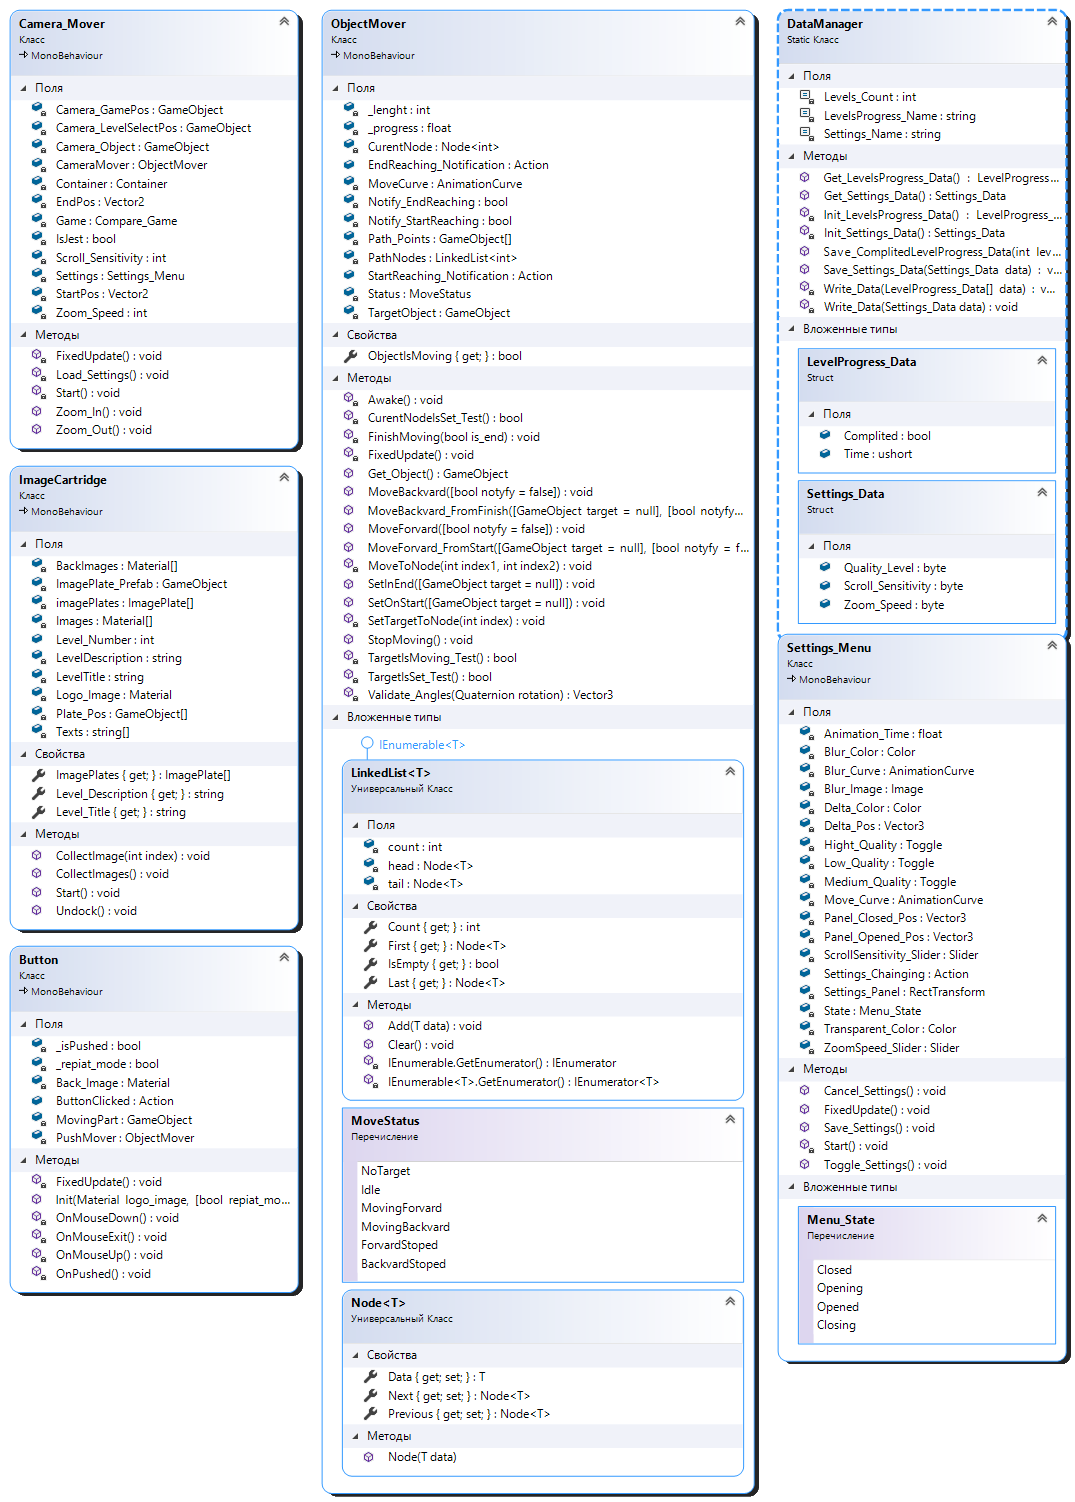 Camera_Mover
Класс
MonoBehaviour
Поля
Camera_GamePos : GameObject
Camera_LevelSelectPos : GameObject
Camera_Object : GameObject
CameraMover : ObjectMover
Container : Container
EndPos : Vector2
Game : Compare_Game
IsJest : bool
Scroll_Sensitivity : int
Settings : Settings_Menu
StartPos : Vector2
Zoom_Speed : int
Методы
FixedUpdate() : void
Load_Settings() : void
Start() : void
Zoom_In() : void
Zoom_Out() : void
ImageCartridge
Класс
MonoBehaviour
Поля
BackImages : Material[]
ImagePlate_Prefab : GameObject
imagePlates : ImagePlate[]
Images : Material[]
Level_Number : int
LevelDescription : string
LevelTitle : string
Logo_Image : Material
Plate_Pos : GameObject[]
Texts : string[]
Свойства
ImagePlates { get; } : ImagePlate[]
Level_Description { get; } : string
Level_Title { get; } : string
Методы
CollectImage(int index) : void
CollectImages() : void
Start() : void
Undock() : void
Button
Класс
MonoBehaviour
Поля
_isPushed : bool
_repiat_mode : bool
Back_Image : Material
ButtonClicked : Action
MovingPart : GameObject
PushMover : ObjectMover
Методы
FixedUpdate() : void
Init(Material logo_image, [bool repiat_mo...
OnMouseDown() : void
OnMouseExit() : void
OnMouseUp() : void
OnPushed() : void
ObjectMover
Класс
MonoBehaviour
Поля
_lenght : int
_progress : float
CurentNode : Node<int>
EndReaching_Notification : Action
MoveCurve : AnimationCurve
Notify_EndReaching : bool
Notify_StartReaching : bool
Path_Points : GameObject[]
PathNodes : LinkedList<int>
StartReaching_Notification : Action
Status : MoveStatus
TargetObject : GameObject
Свойства
ObjectIsMoving { get; } : bool
Методы
Awake() : void
CurentNodeIsSet_Test() : bool
FinishMoving(bool is_end) : void
FixedUpdate() : void
Get_Object() : GameObject
MoveBackvard([bool notyfy = false]) : void
MoveBackvard_FromFinish([GameObject target = null], [bool notyfy...
MoveForvard([bool notyfy = false]) : void
MoveForvard_FromStart([GameObject target = null], [bool notyfy = f...
MoveToNode(int index1, int index2) : void
SetInEnd([GameObject target = null]) : void
SetOnStart([GameObject target = null]) : void
SetTargetToNode(int index) : void
StopMoving() : void
TargetIsMoving_Test() : bool
TargetIsSet_Test() : bool
Validate_Angles(Quaternion rotation) : Vector3
Вложенные типы
IEnumerable<T>
LinkedList<T>
Универсальный Класс
Поля
count : int
head : Node<T>
tail : Node<T>
Свойства
Count { get; } : int
First { get; } : Node<T>
IsEmpty { get; } : bool
Last { get; } : Node<T>
Методы
Add(T data) : void
Clear() : void
IEnumerable.GetEnumerator() : IEnumerator
IEnumerable<T>.GetEnumerator() : IEnumerator<T>
MoveStatus
Перечисление
NoTarget
Idle
MovingForvard
MovingBackvard
ForvardStoped
BackvardStoped
Node<T>
Универсальный Класс
Свойства
Data { get; set; } : T
Next { get; set; } : Node<T>
Previous { get; set; } : Node<T>
Методы
Node(T data)
DataManager
Static Класс
Поля
Levels_Count : int
LevelsProgress_Name : string
Settings_Name : string
Методы
Get_LevelsProgress_Data() : LevelProgress...
Get_Settings_Data() : Settings_Data
Init_LevelsProgress_Data() : LevelProgress_...
Init_Settings_Data() : Settings_Data
Save_ComplitedLevelProgress_Data(int lev...
Save_Settings_Data(Settings_Data data) : v...
Write_Data(LevelProgress_Data[] data) : v...
Write_Data(Settings_Data data) : void
Вложенные типы
LevelProgress_Data
Struct
Поля
Complited : bool
Time : ushort
Settings_Data
Struct
Поля
Quality_Level : byte
Scroll_Sensitivity : byte
Zoom_Speed : byte
Settings_Menu
Класс
MonoBehaviour
Поля
Animation_Time : float
Blur_Color : Color
Blur_Curve : AnimationCurve
Blur_Image : Image
Delta_Color : Color
Delta_Pos : Vector3
Hight_Quality : Toggle
Low_Quality : Toggle
Medium_Quality : Toggle
Move_Curve : AnimationCurve
Panel_Closed_Pos : Vector3
Panel_Opened_Pos : Vector3
ScrollSensitivity_Slider : Slider
Settings_Chainging : Action
Settings_Panel : RectTransform
State : Menu_State
Transparent_Color : Color
ZoomSpeed_Slider : Slider
Методы
Cancel_Settings() : void
FixedUpdate() : void
Save_Settings() : void
Start() : void
Toggle_Settings() : void
Вложенные типы
Menu_State
Перечисление
Closed
Opening
Opened
Closing